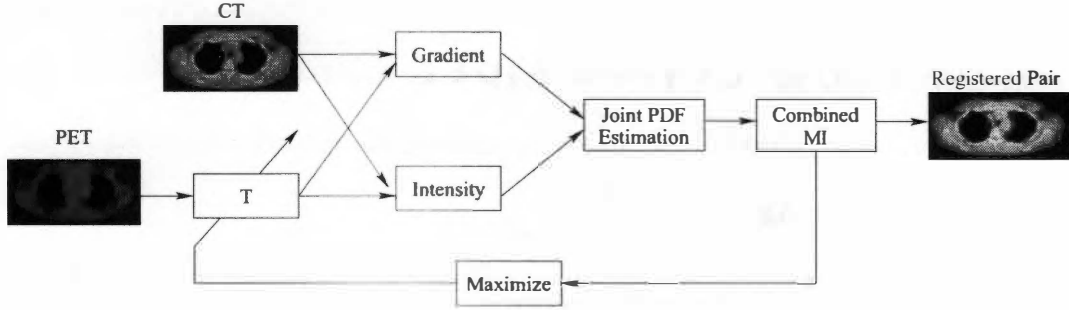 CT
Gradient
Registered Pair
Joint PDF
Estimation
Combined
MI
PET
T
Intensity
Maximize